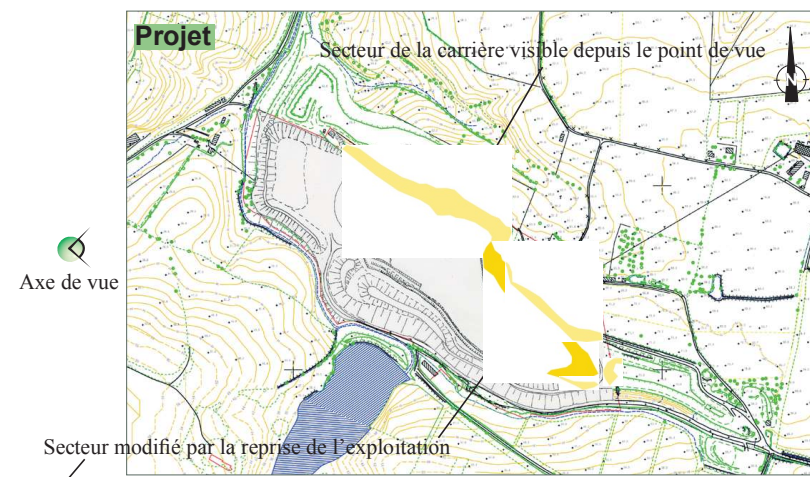 Projet
Secteur de la carrière visible depuis le point de vue
N
Axe de vue
Secteur modifié par la reprise de l'exploitation